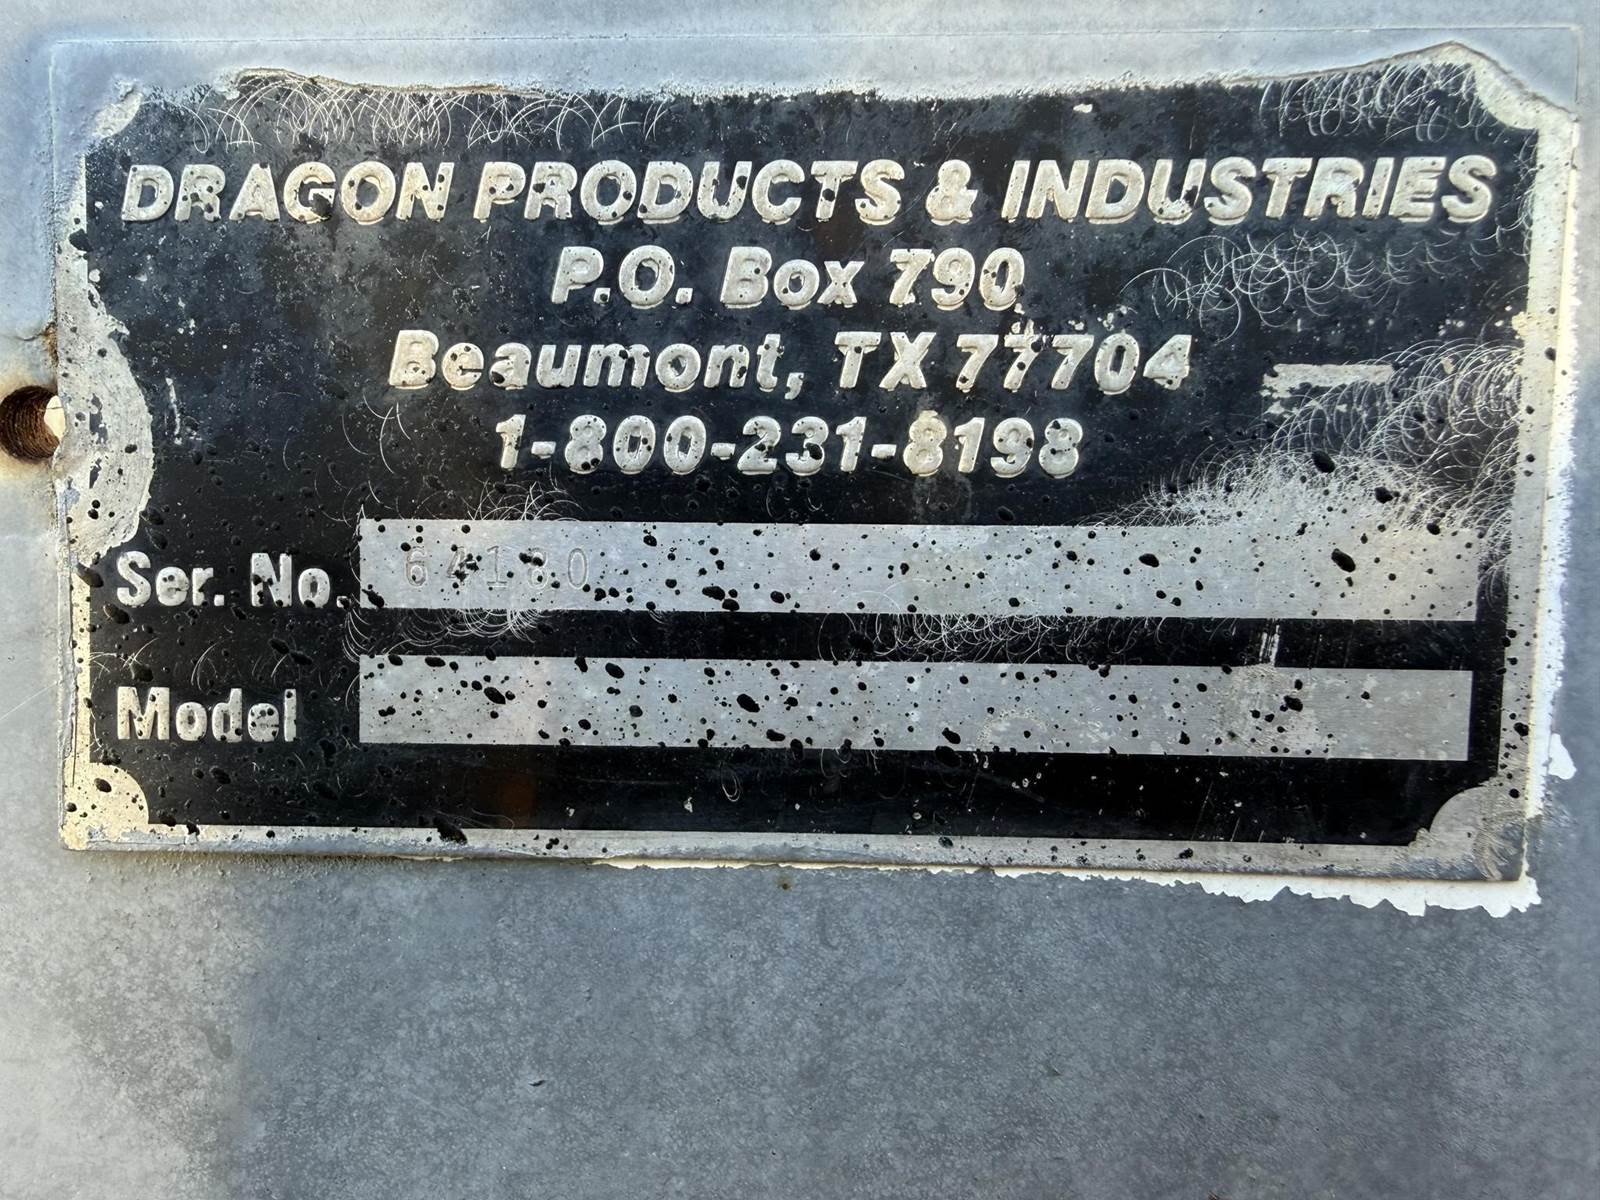 DRAGON PRODUCTS & INDUSTRIES
P.O. Box 790
Beaumont, TX 77704
1-800-231-8198
Ser. No.
Model